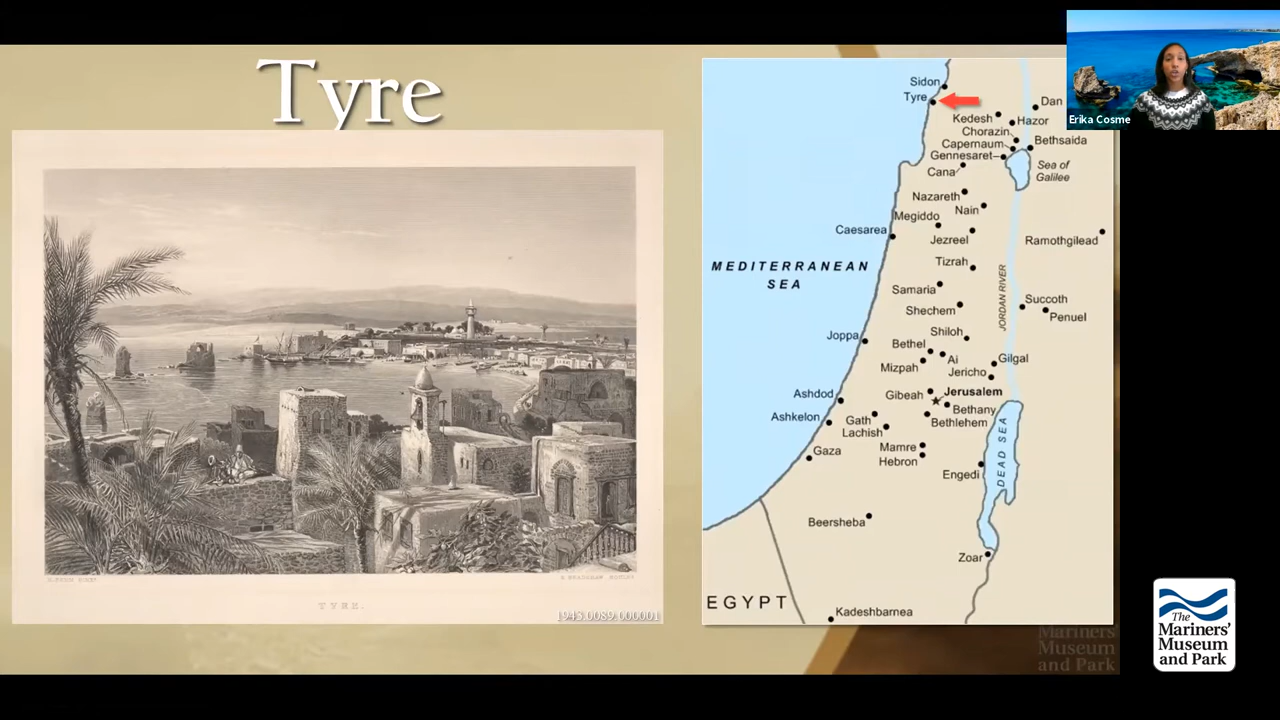 Tyre
TYRE.
1945.0089.000001
Sidon
Tyre
Dan
Kedesh
Hazor
Chorazin
Capernaum
Bethsaida
Gennesaret
Sea of
Galilee
Cana
Nazareth
Nain
Megiddo
Caesarea
Jezreel
Ramothgilead
MEDITERRANEAN
SEA
Tizrah
JORDAN RIVER
Samaria
Succoth
Shechem
Penuel
Shiloh
Joppa
Bethel
Ai
Gilgal
Mizpah
Jericho
Jerusalem
Gibeah
Ashdod
Bethany
Ashkelon
Gath
Bethlehem
Lachish
Mamre
DEAD SEA
Gaza
Hebron
Engedi
Beersheba
Zoar
EGYPT
Kadeshbarnea
Erika Cosme
Mariners'
Museum
and Park
The
Mariners'
Museum
and Park